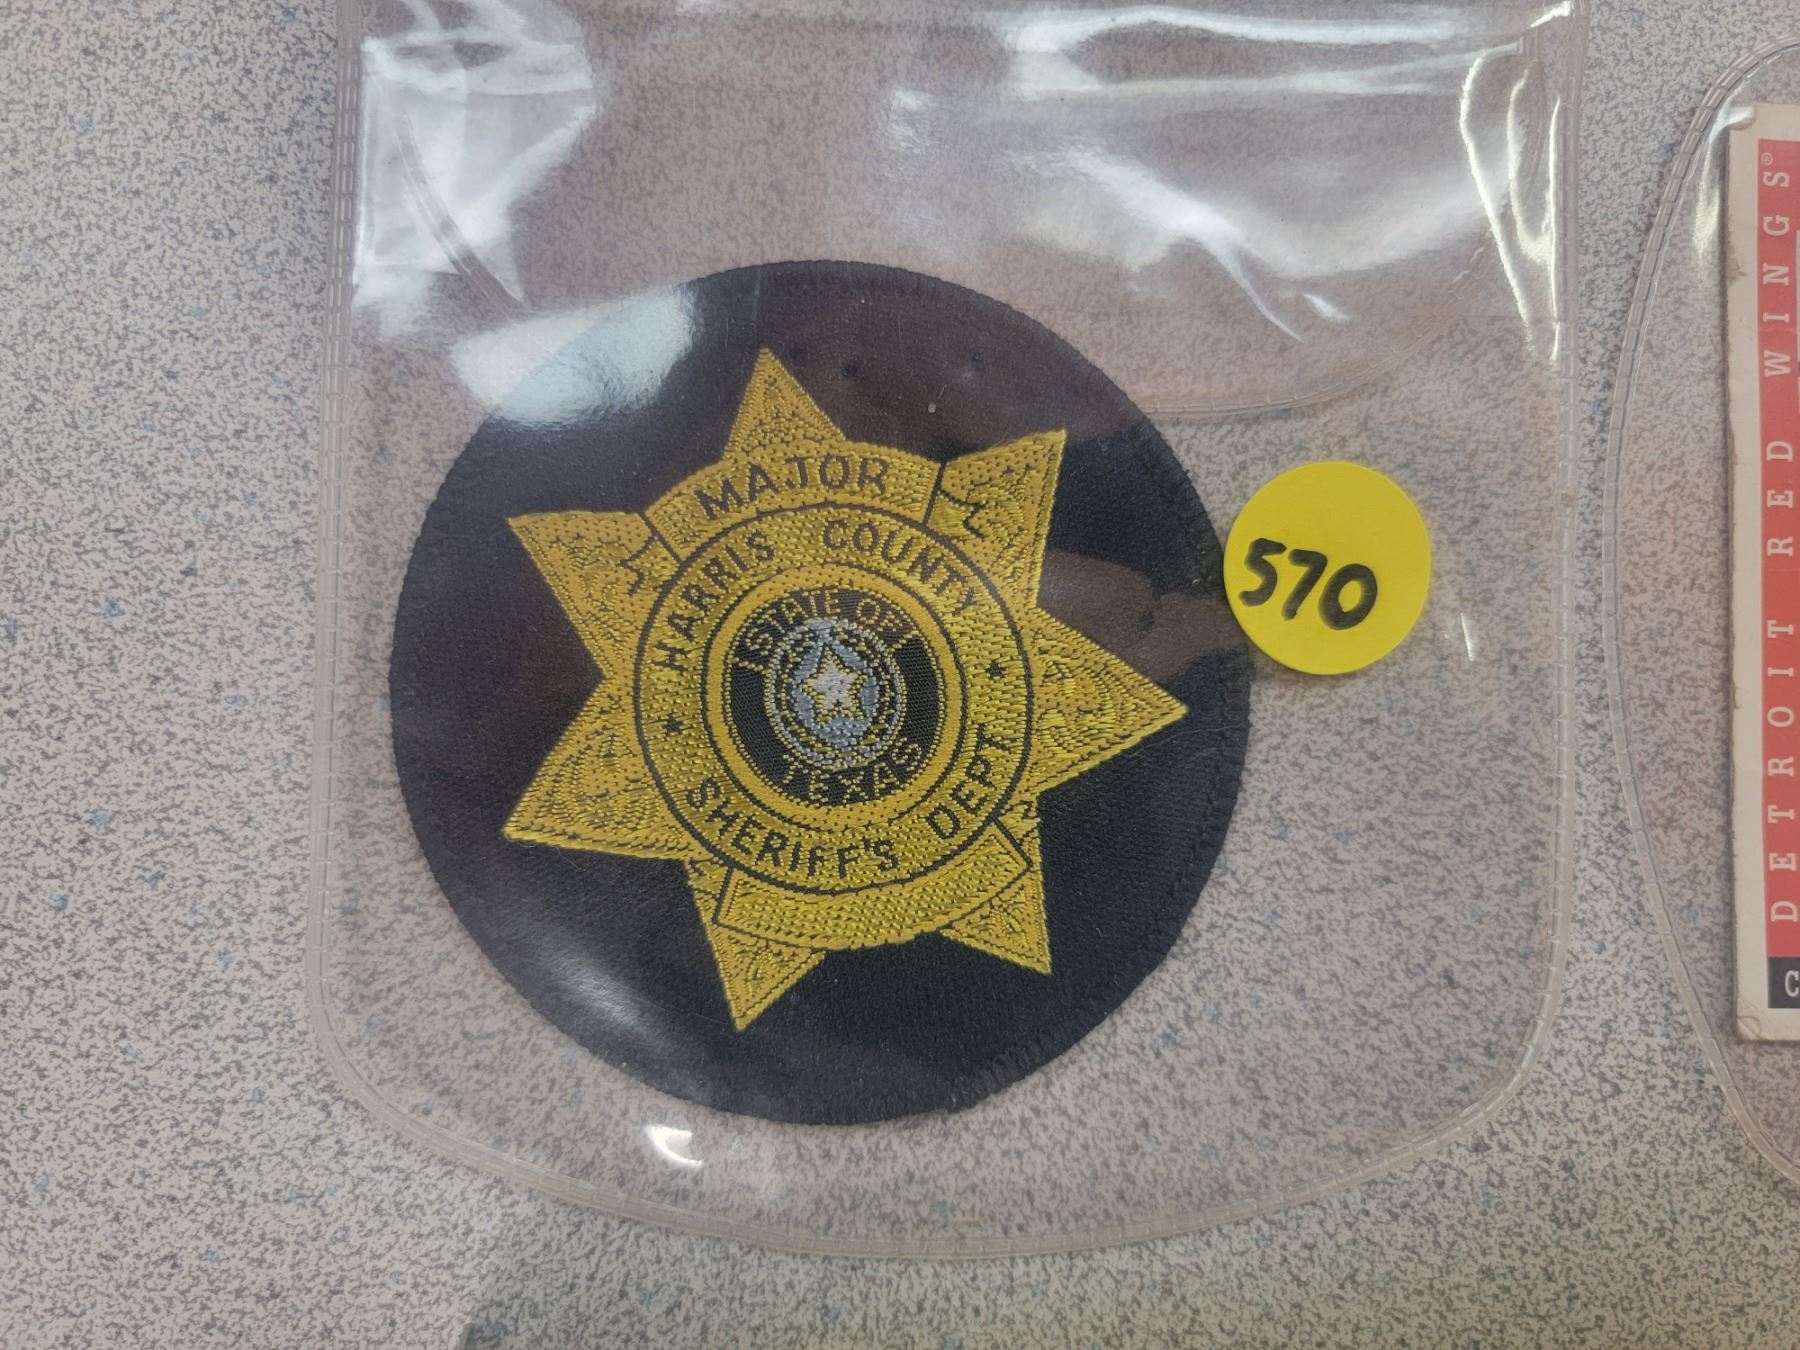 MAJOR
HARRIS COUNTY
STATE OF
TEXAS
SHERIFF'S DEPT
570
DETROIT RED WINGS®
C